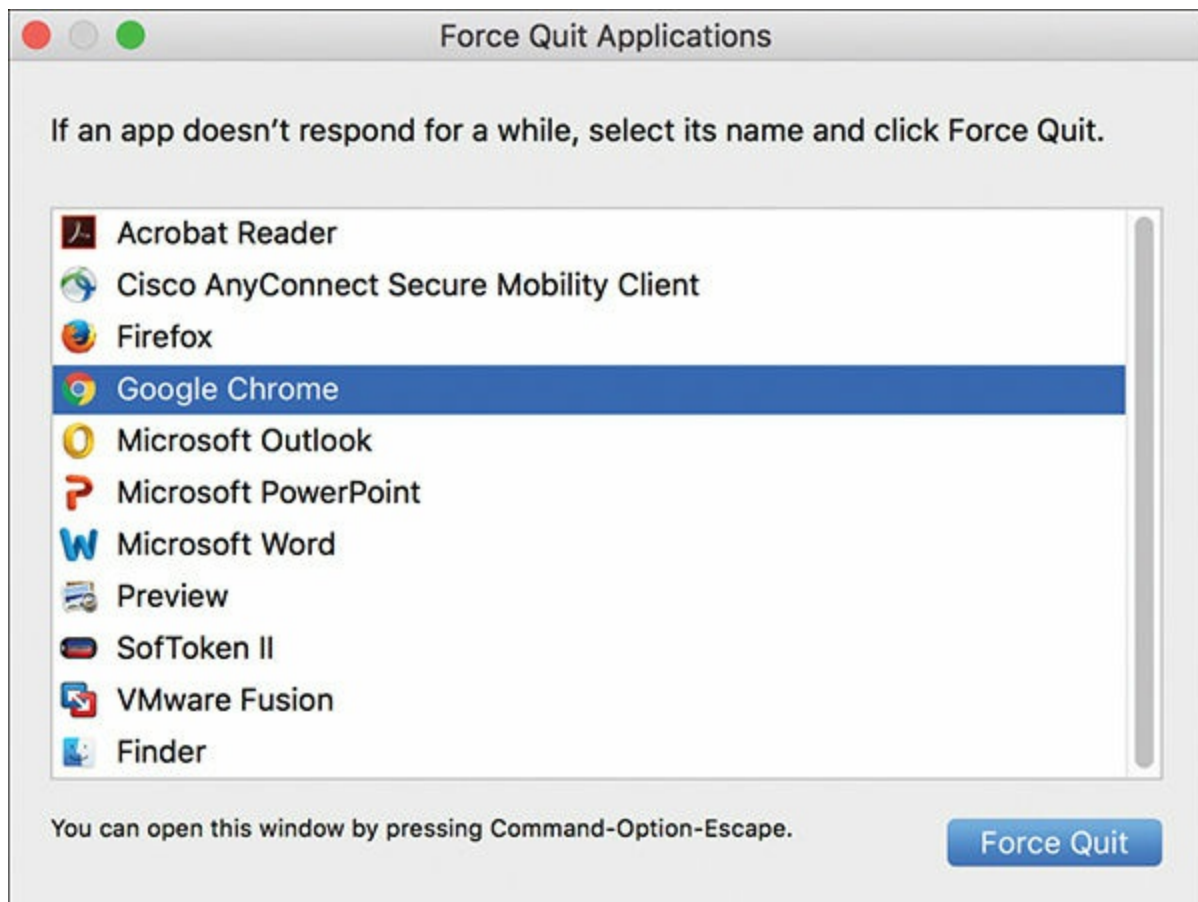 Force Quit Applications
If an app doesn’t respond for a while, select its name and click Force Quit.
Acrobat Reader
Cisco AnyConnect Secure Mobility Client
Firefox
Google Chrome
Microsoft Outlook
Microsoft PowerPoint
Microsoft Word
Preview
SofToken II
VMware Fusion
Finder
You can open this window by pressing Command-Option-Escape.
Force Quit